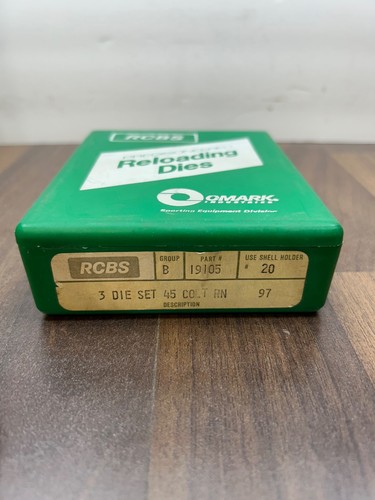 RCBS
Reloading
Dies
OMARK
INDUSTRIES
Sporting Equipment Division
RCBS
GROUP
B
PART #
19105
USE SHELL HOLDER
# 20
3 DIE SET 45 COLT RN 97
DESCRIPTION